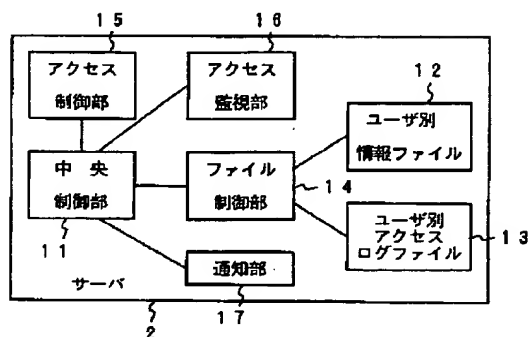 15
16
アクセス
制御部
アクセス
監視部
12
ユーザ別
情報ファイル
中央
制御部
ファイル
制御部
14
11
ユーザ別
アクセス
ログファイル
13
通知部
サーバ
17
2